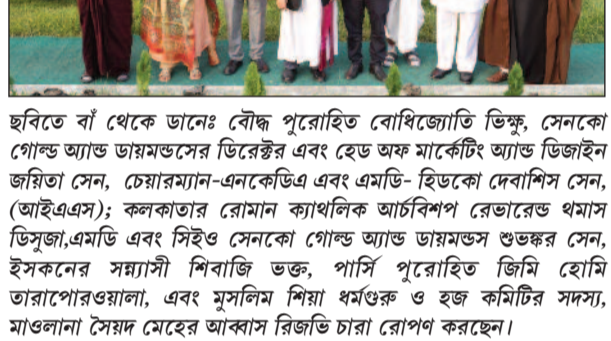 ছবিতে বাঁ থেকে ডানেঃ বৌদ্ধ পুরোহিত বোধিজ্যোতি ভিক্ষু, সেনকো
গোল্ড অ্যান্ড ডায়মন্ডসের ডিরেক্টর এবং হেড অফ মার্কেটিং অ্যান্ড ডিজাইন
জয়িতা সেন, চেয়ারম্যান-এনকেডিএ এবং এমডি- হিডকো দেবাশিস সেন,
(আইএএস); কলকাতার রোমান ক্যাথলিক আর্চবিশপ রেভারেন্ড থমাস
ডিসুজা,এমডি এবং সিইও সেনকো গোল্ড অ্যান্ড ডায়মন্ডস শুভঙ্কর সেন,
ইসকনের সন্ন্যাসী শিবাজি ভক্ত, পার্সি পুরোহিত জিমি হোমি
তারাপোরওয়ালা, এবং মুসলিম শিয়া ধর্মগুরু ও হজ কমিটির সদস্য,
মাওলানা সৈয়দ মেহের আব্বাস রিজভি চারা রোপণ করছেন।